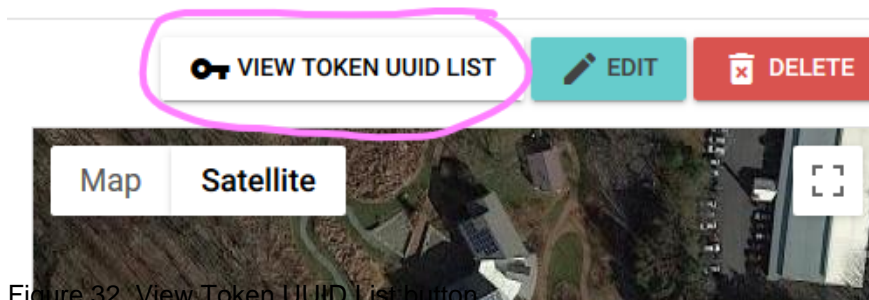 VIEW TOKEN UUID LIST EDIT DELETE
Map Satellite
Figure 32. View Token UUID List button